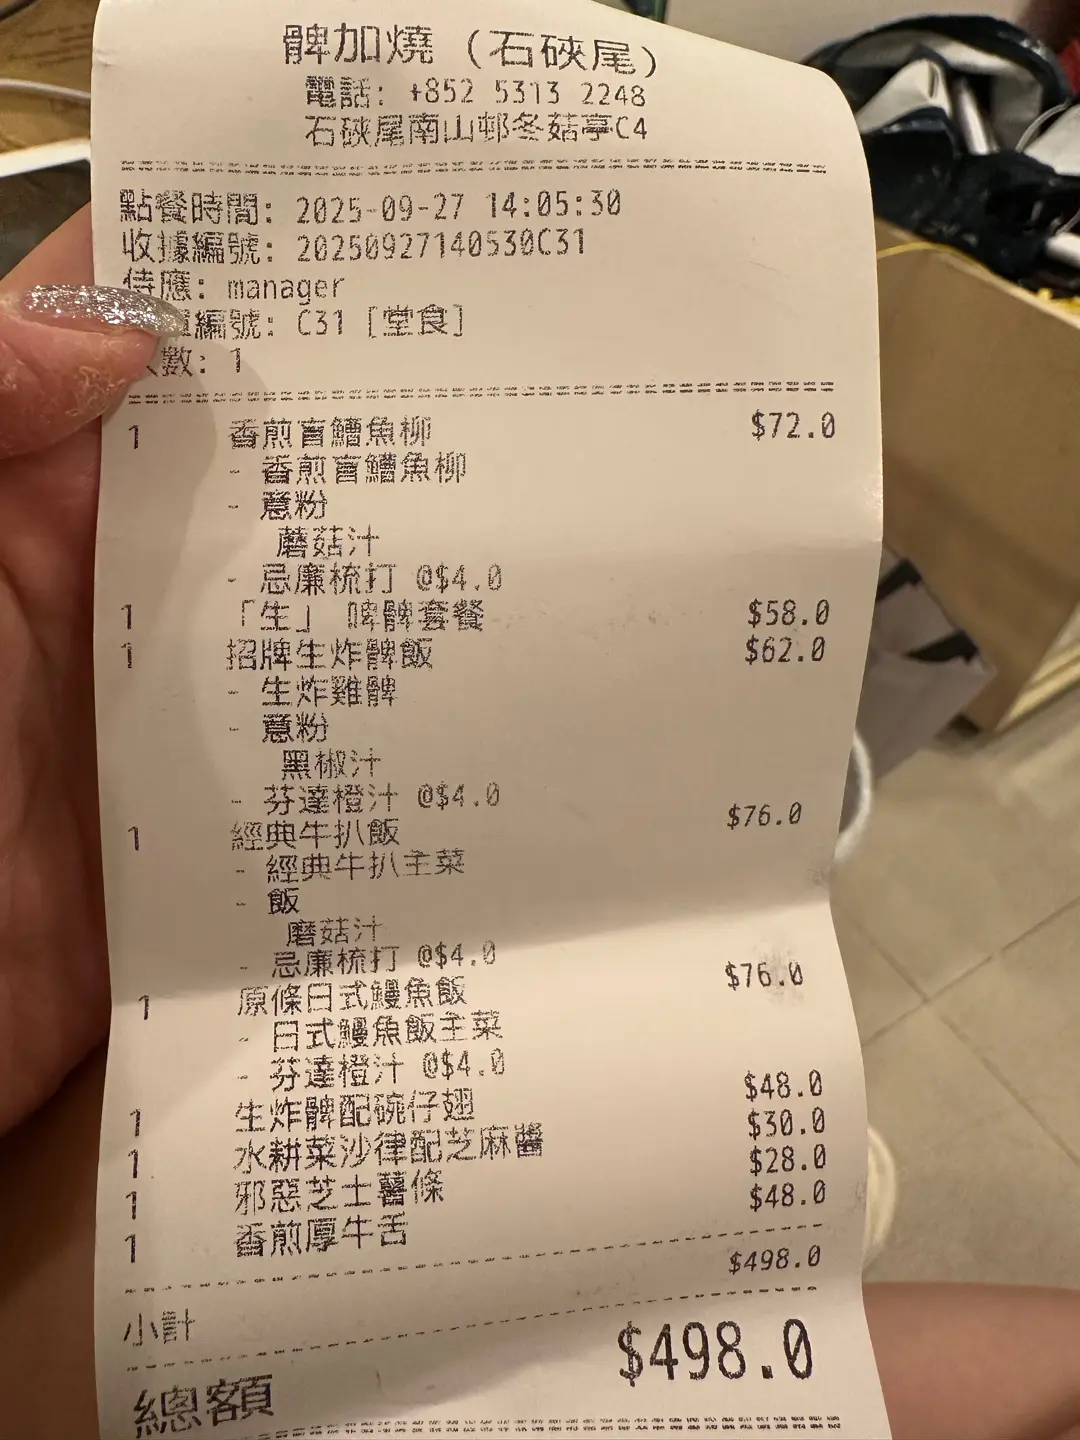 髀加燒 (石硤尾)
電話: +852 5313 2248
石硤尾南山邨冬菇亭C4
點餐時間: 2025-09-27 14:05:30
收據編號: 20250927140530C31
侍應: manager
編號: C31 [堂食]
數: 1
1 香煎盲鰽魚柳 $72.0
- 香煎盲鰽魚柳
- 意粉
蘑菇汁
- 忌廉梳打 @$4.0
1 「生」啤髀套餐 $58.0
1 招牌生炸髀飯 $62.0
- 生炸雞髀
- 意粉
黑椒汁
- 芬達橙汁 @$4.0
1 經典牛扒飯 $76.0
- 經典牛扒主菜
- 飯
蘑菇汁
- 忌廉梳打 @$4.0
1 原條日式鰻魚飯 $76.0
- 日式鰻魚飯主菜
- 芬達橙汁 @$4.0
1 生炸髀配碗仔翅 $48.0
1 水耕菜沙律配芝麻醬 $30.0
1 邪惡芝士薯條 $28.0
1 香煎厚牛舌 $48.0
小計 $498.0
總額 $498.0